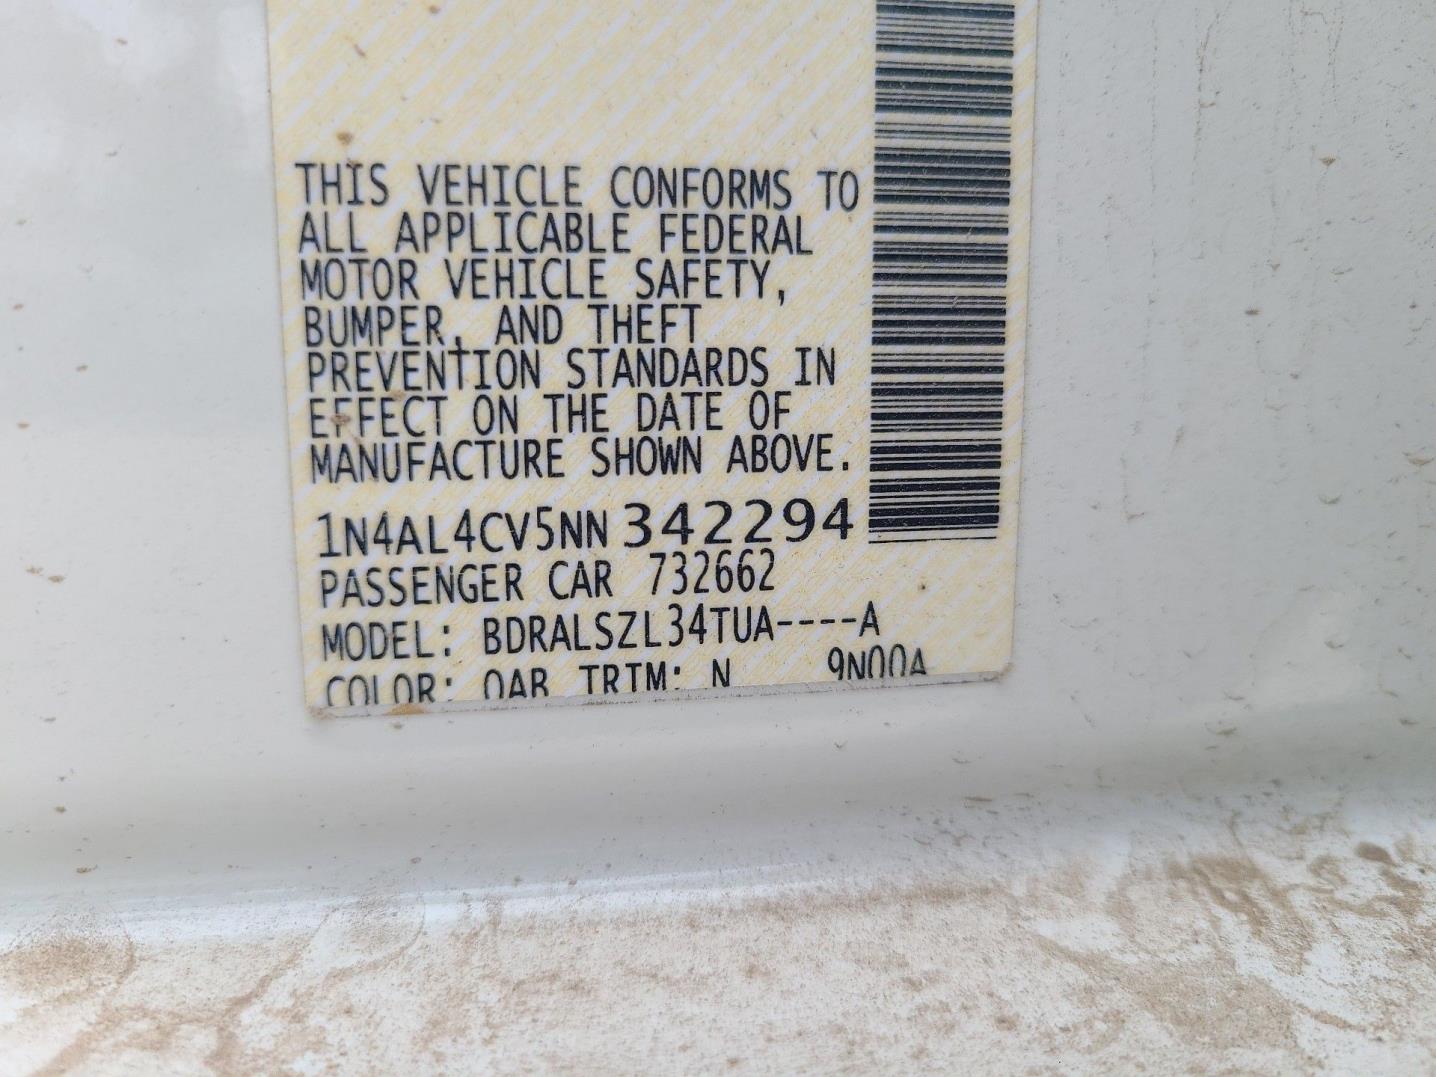 THIS VEHICLE CONFORMS TO
ALL APPLICABLE FEDERAL
MOTOR VEHICLE SAFETY,
BUMPER, AND THEFT
PREVENTION STANDARDS IN
EFFECT ON THE DATE OF
MANUFACTURE SHOWN ABOVE.
1N4AL4CV5NN342294
PASSENGER CAR 732662
MODEL: BDRALSZL34TUA----A
COLOR: QAB TRIM: N 9N00A